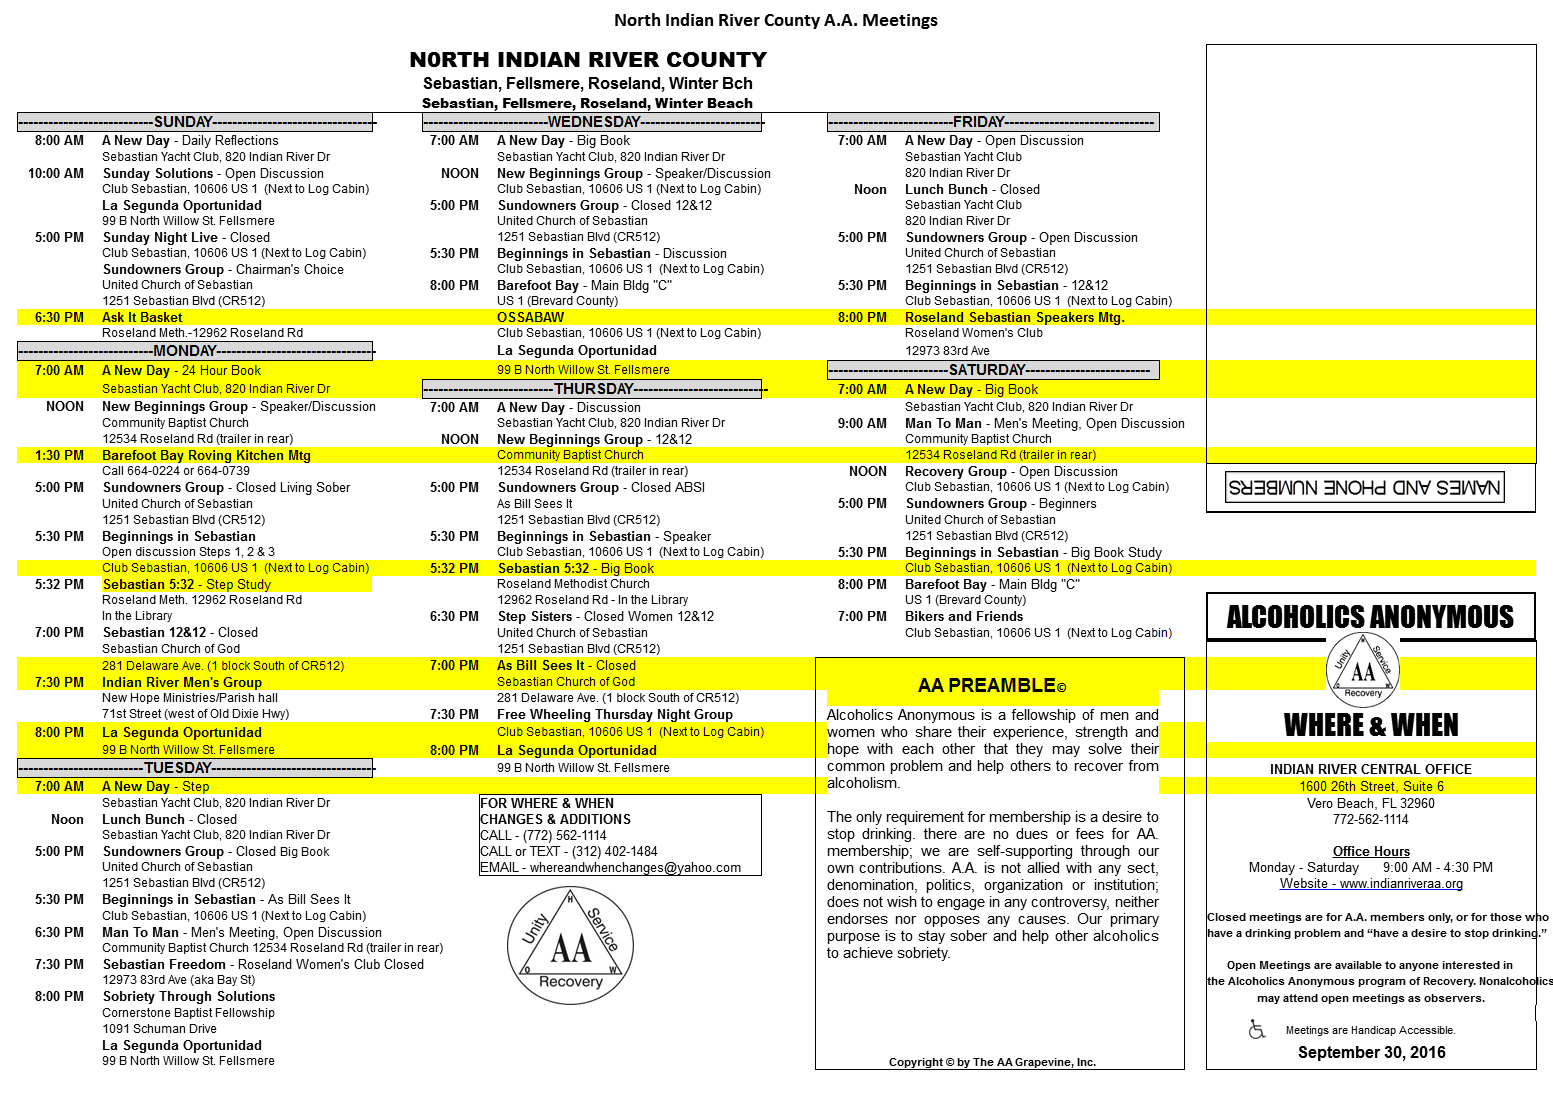 North Indian River County A.A. Meetings
N0RTH INDIAN RIVER COUNTY
Sebastian, Fellsmere, Roseland, Winter Bch
Sebastian, Fellsmere, Roseland, Winter Beach
---------------------------SUNDAY--------------------------------
8:00 AM A New Day - Daily Reflections
Sebastian Yacht Club, 820 Indian River Dr
10:00 AM Sunday Solutions - Open Discussion
Club Sebastian, 10606 US 1 (Next to Log Cabin)
La Segunda Oportunidad
99 B North Willow St. Fellsmere
5:00 PM Sunday Night Live - Closed
Club Sebastian, 10606 US 1 (Next to Log Cabin)
Sundowners Group - Chairman's Choice
United Church of Sebastian
1251 Sebastian Blvd (CR512)
6:30 PM Ask It Basket
Roseland Meth.-12962 Roseland Rd
---------------------------MONDAY--------------------------------
7:00 AM A New Day - 24 Hour Book
Sebastian Yacht Club, 820 Indian River Dr
NOON New Beginnings Group - Speaker/Discussion
Community Baptist Church
12534 Roseland Rd (trailer in rear)
1:30 PM Barefoot Bay Roving Kitchen Mtg
Call 664-0224 or 664-0739
5:00 PM Sundowners Group - Closed Living Sober
United Church of Sebastian
1251 Sebastian Blvd (CR512)
5:30 PM Beginnings in Sebastian
Open discussion Steps 1, 2 & 3
Club Sebastian, 10606 US 1 (Next to Log Cabin)
5:32 PM Sebastian 5:32 - Step Study
Roseland Meth. 12962 Roseland Rd
In the Library
7:00 PM Sebastian 12&12 - Closed
Sebastian Church of God
281 Delaware Ave. (1 block South of CR512)
7:30 PM Indian River Men's Group
New Hope Ministries/Parish hall
71st Street (west of Old Dixie Hwy)
8:00 PM La Segunda Oportunidad
99 B North Willow St. Fellsmere
---------------------------TUESDAY---------------------------------
7:00 AM A New Day - Step
Sebastian Yacht Club, 820 Indian River Dr
Noon Lunch Bunch - Closed
Sebastian Yacht Club, 820 Indian River Dr
5:00 PM Sundowners Group - Closed Big Book
United Church of Sebastian
1251 Sebastian Blvd (CR512)
5:30 PM Beginnings in Sebastian - As Bill Sees It
Club Sebastian, 10606 US 1 (Next to Log Cabin)
6:30 PM Man To Man - Men's Meeting, Open Discussion
Community Baptist Church 12534 Roseland Rd (trailer in rear)
7:30 PM Sebastian Freedom - Roseland Women's Club Closed
12973 83rd Ave (aka Bay St)
8:00 PM Sobriety Through Solutions
Cornerstone Baptist Fellowship
1091 Schuman Drive
La Segunda Oportunidad
99 B North Willow St. Fellsmere
-------------------------WEDNESDAY-------------------------
7:00 AM A New Day - Big Book
Sebastian Yacht Club, 820 Indian River Dr
NOON New Beginnings Group - Speaker/Discussion
Club Sebastian, 10606 US 1 (Next to Log Cabin)
5:00 PM Sundowners Group - Closed 12&12
United Church of Sebastian
1251 Sebastian Blvd (CR512)
5:30 PM Beginnings in Sebastian - Discussion
Club Sebastian, 10606 US 1 (Next to Log Cabin)
8:00 PM Barefoot Bay - Main Bldg "C"
US 1 (Brevard County)
OSSABAW
Club Sebastian, 10606 US 1 (Next to Log Cabin)
La Segunda Oportunidad
99 B North Willow St. Fellsmere
--------------------------THURSDAY---------------------------
7:00 AM A New Day - Discussion
Sebastian Yacht Club, 820 Indian River Dr
NOON New Beginnings Group - 12&12
Community Baptist Church
12534 Roseland Rd (trailer in rear)
5:00 PM Sundowners Group - Closed ABSI
As Bill Sees It
1251 Sebastian Blvd (CR512)
5:30 PM Beginnings in Sebastian - Speaker
Club Sebastian, 10606 US 1 (Next to Log Cabin)
5:32 PM Sebastian 5:32 - Big Book
Roseland Methodist Church
12962 Roseland Rd - In the Library
6:30 PM Step Sisters - Closed Women 12&12
United Church of Sebastian
1251 Sebastian Blvd (CR512)
7:00 PM As Bill Sees It - Closed
Sebastian Church of God
281 Delaware Ave. (1 block South of CR512)
7:30 PM Free Wheeling Thursday Night Group
Club Sebastian, 10606 US 1 (Next to Log Cabin)
8:00 PM La Segunda Oportunidad
99 B North Willow St. Fellsmere
FOR WHERE & WHEN
CHANGES & ADDITIONS
CALL - (772) 562-1114
CALL or TEXT - (312) 402-1484
EMAIL - whereandwhenchanges@yahoo.com
Unity
Service
H
AA
O W
Recovery
-------------------------FRIDAY------------------------------
7:00 AM A New Day - Open Discussion
Sebastian Yacht Club
820 Indian River Dr
Noon Lunch Bunch - Closed
Sebastian Yacht Club
820 Indian River Dr
5:00 PM Sundowners Group - Open Discussion
United Church of Sebastian
1251 Sebastian Blvd (CR512)
5:30 PM Beginnings in Sebastian - 12&12
Club Sebastian, 10606 US 1 (Next to Log Cabin)
8:00 PM Roseland Sebastian Speakers Mtg.
Roseland Women's Club
12973 83rd Ave
------------------------SATURDAY-------------------------
7:00 AM A New Day - Big Book
Sebastian Yacht Club, 820 Indian River Dr
9:00 AM Man To Man - Men's Meeting, Open Discussion
Community Baptist Church
12534 Roseland Rd (trailer in rear)
NOON Recovery Group - Open Discussion
Club Sebastian, 10606 US 1 (Next to Log Cabin)
5:00 PM Sundowners Group - Beginners
United Church of Sebastian
1251 Sebastian Blvd (CR512)
5:30 PM Beginnings in Sebastian - Big Book Study
Club Sebastian, 10606 US 1 (Next to Log Cabin)
8:00 PM Barefoot Bay - Main Bldg "C"
US 1 (Brevard County)
7:00 PM Bikers and Friends
Club Sebastian, 10606 US 1 (Next to Log Cabin)
AA PREAMBLE©
Alcoholics Anonymous is a fellowship of men and
women who share their experience, strength and
hope with each other that they may solve their
common problem and help others to recover from
alcoholism.
The only requirement for membership is a desire to
stop drinking. there are no dues or fees for AA.
membership; we are self-supporting through our
own contributions. A.A. is not allied with any sect,
denomination, politics, organization or institution;
does not wish to engage in any controversy, neither
endorses nor opposes any causes. Our primary
purpose is to stay sober and help other alcoholics
to achieve sobriety.
Copyright © by The AA Grapevine, Inc.
NAMES AND PHONE NUMBERS
ALCOHOLICS ANONYMOUS
Unity
Service
AA
Recovery
WHERE & WHEN
INDIAN RIVER CENTRAL OFFICE
1600 26th Street, Suite 6
Vero Beach, FL 32960
772-562-1114
Office Hours
Monday - Saturday 9:00 AM - 4:30 PM
Website - www.indianriveraa.org
Closed meetings are for A.A. members only, or for those who
have a drinking problem and “have a desire to stop drinking.”
Open Meetings are available to anyone interested in
the Alcoholics Anonymous program of Recovery. Nonalcoholics
may attend open meetings as observers.
Meetings are Handicap Accessible.
September 30, 2016